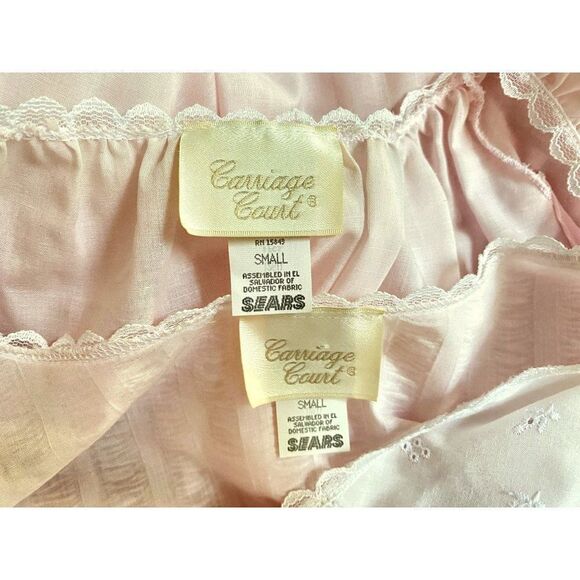 Carriage
Court®
RN 15849
SMALL
ASSEMBLED IN EL
SALVADOR OF
DOMESTIC FABRIC
SEARS
Carriage
Court®
SMALL
ASSEMBLED IN EL
SALVADOR OF
DOMESTIC FABRIC
SEARS